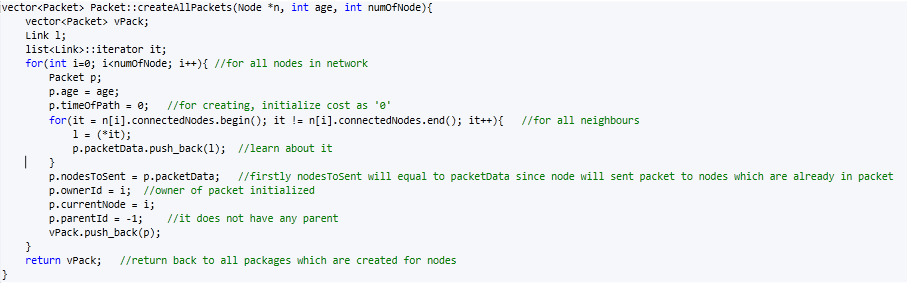 vector<Packet> Packet::createAllPackets(Node *n, int age, int numOfNode){
    vector<Packet> vPack;
    Link l;
    list<Link>::iterator it;
    for(int i=0; i<numOfNode; i++){ //for all nodes in network
        Packet p;
        p.age = age;
        p.timeOfPath = 0;   //for creating, initialize cost as '0'
        for(it = n[i].connectedNodes.begin(); it != n[i].connectedNodes.end(); it++){   //for all neighbours
            l = (*it);
            p.packetData.push_back(l);  //learn about it
        }
        p.nodesToSent = p.packetData;   //firstly nodesToSent will equal to packetData since node will sent packet to nodes which are already in packet
        p.ownerId = i;  //owner of packet initialized
        p.currentNode = i;
        p.parentId = -1;    //it does not have any parent
        vPack.push_back(p);
    }
    return vPack;   //return back to all packages which are created for nodes
}